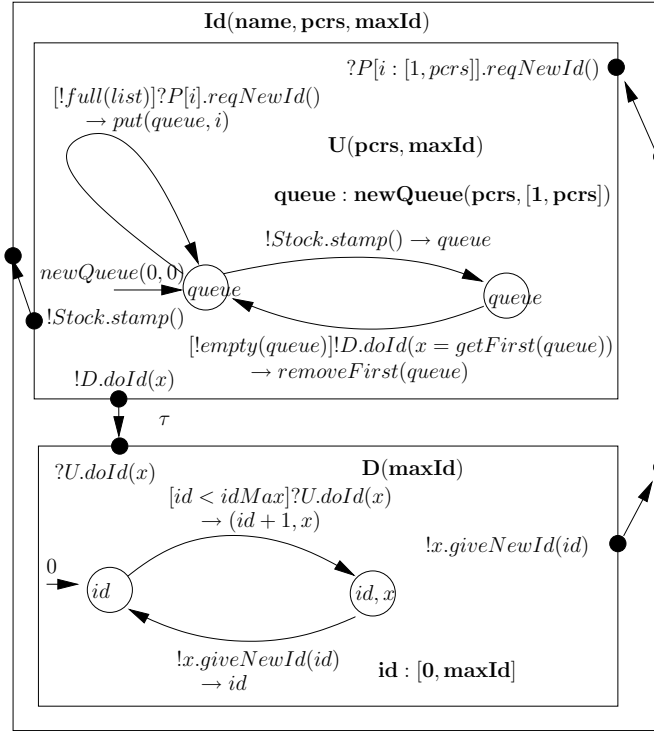 Id(name, pcrs, maxId)
?P[i : [1, pcrs]].reqNewId()
[!full(list)]?P[i].reqNewId()
→ put(queue, i)
U(pcrs, maxId)
queue : newQueue(pcrs, [1, pcrs])
!Stock.stamp() → queue
newQueue(0, 0)
queue
queue
!Stock.stamp()
[!empty(queue)]!D.doId(x = getFirst(queue))
→ removeFirst(queue)
!D.doId(x)
τ
?U.doId(x)
D(maxId)
[id < idMax]?U.doId(x)
→ (id + 1, x)
!x.giveNewId(id)
0
id
id, x
!x.giveNewId(id)
→ id
id : [0, maxId]